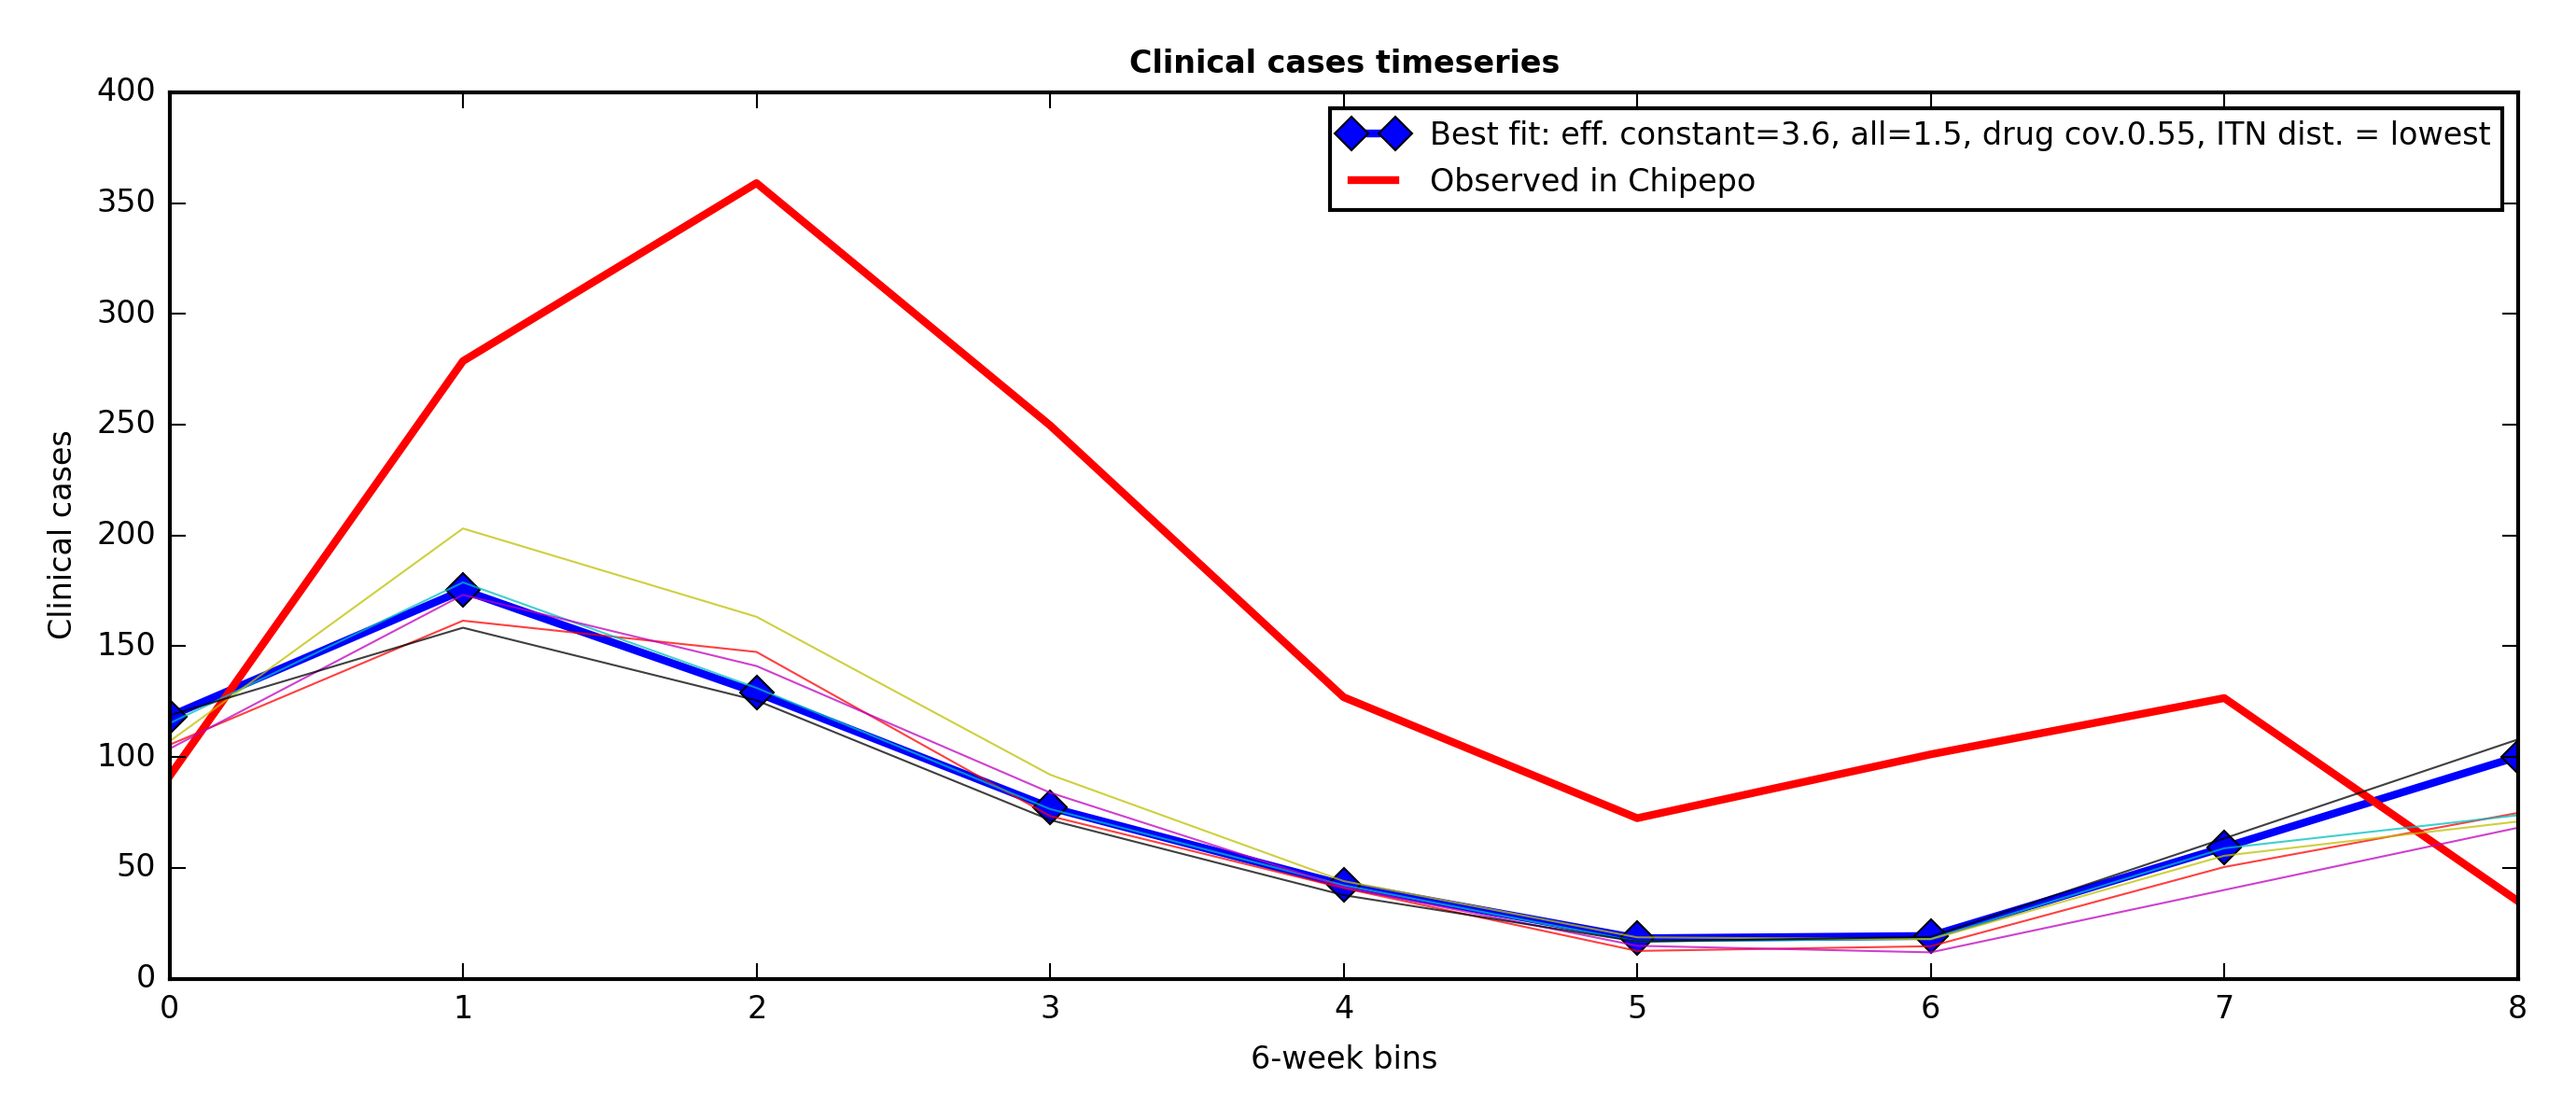 Clinical cases timeseries
400
350
300
250
200
150
100
50
0
Clinical cases
Best fit: eff. constant=3.6, all=1.5, drug cov.0.55, ITN dist. = lowest
Observed in Chipepo
0 1 2 3 4 5 6 7 8
6-week bins